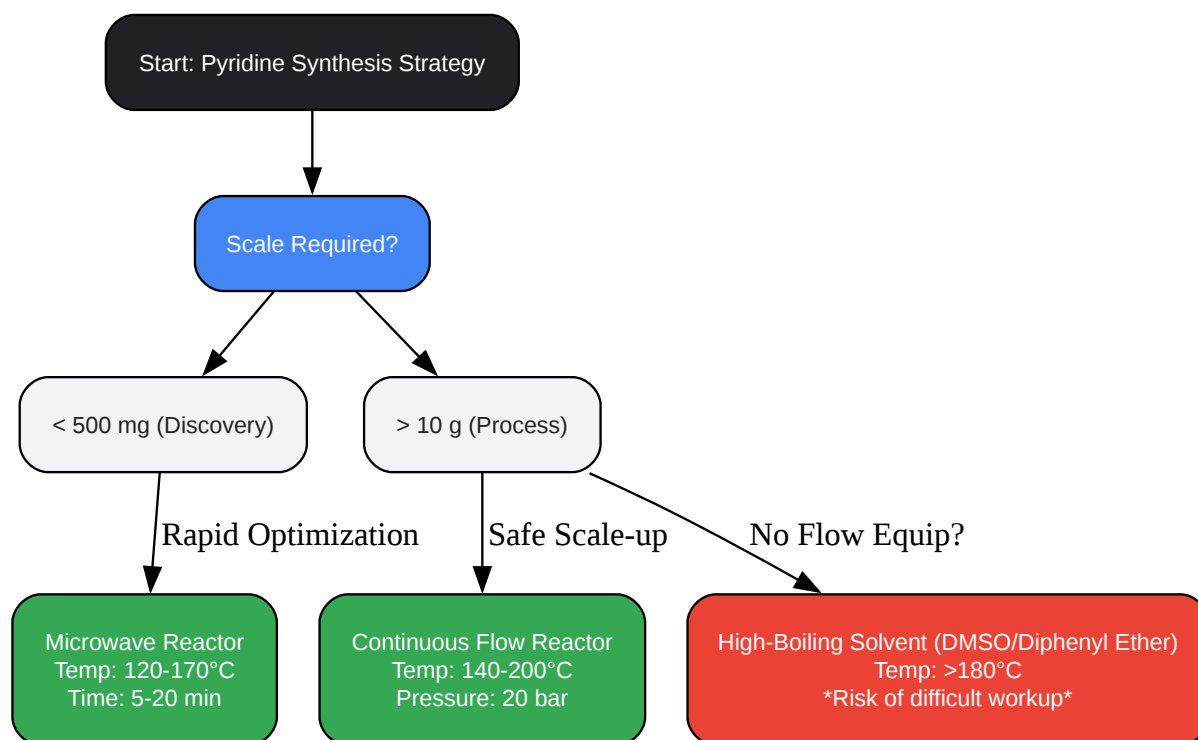 Start: Pyridine Synthesis Strategy
Scale Required?
< 500 mg (Discovery)
> 10 g (Process)
Rapid Optimization
Safe Scale-up
No Flow Equip?
Microwave Reactor
Temp: 120-170°C
Time: 5-20 min
Continuous Flow Reactor
Temp: 140-200°C
Pressure: 20 bar
High-Boiling Solvent (DMSO/Diphenyl Ether)
Temp: >180°C
*Risk of difficult workup*